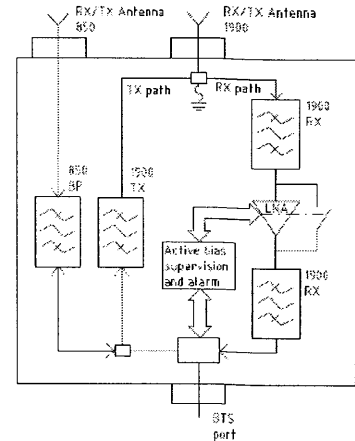 RX/TX Antenna
850
RX/TX Antenna
1900
TX path
RX path
1900
RX
850
BP
1900
TX
LNA
Active bias
supervision
and alarm
1900
RX
BTS
port